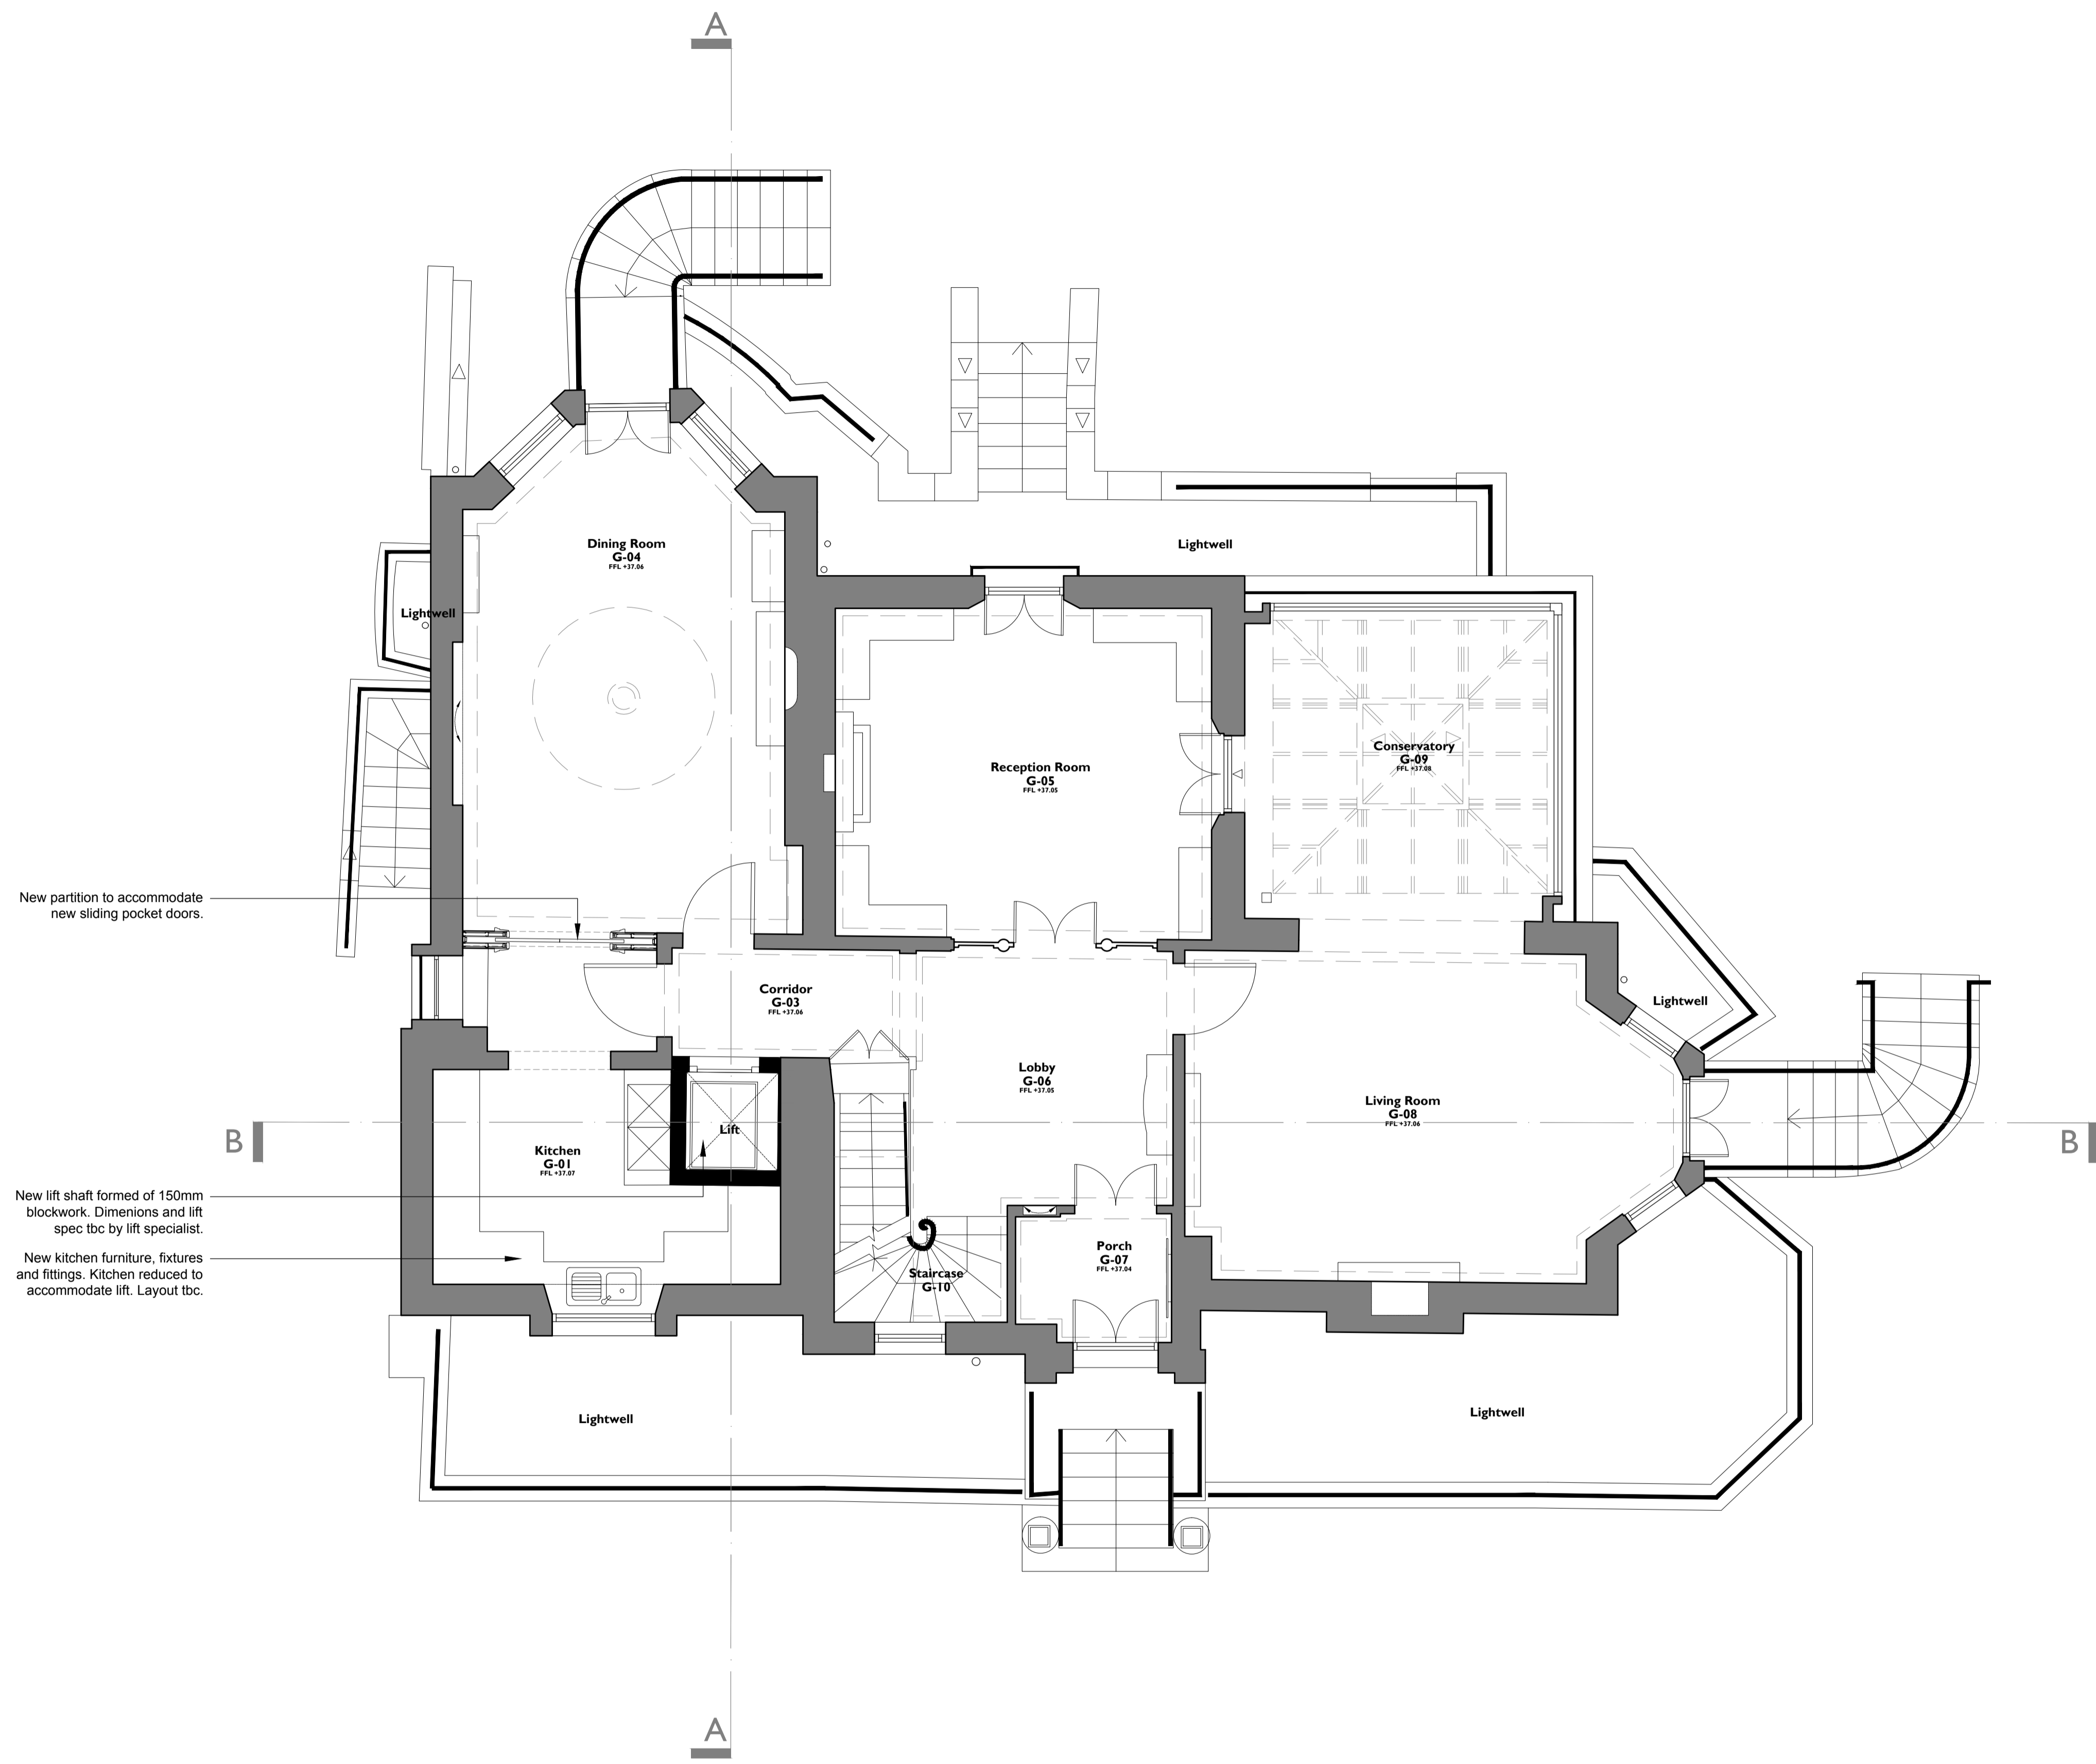 A
Dining Room
G-04
FFL +37.06
Lightwell
Lightwell
Reception Room
G-05
FFL +37.05
Conservatory
G-09
FFL +37.08
New partition to accommodate
new sliding pocket doors.
Corridor
G-03
FFL +37.06
Lightwell
Lobby
G-06
FFL +37.05
Living Room
G-08
FFL +37.06
B
Lift
B
Kitchen
G-01
FFL +37.07
New lift shaft formed of 150mm
blockwork. Dimenions and lift
spec tbc by lift specialist.
New kitchen furniture, fixtures
and fittings. Kitchen reduced to
accommodate lift. Layout tbc.
Porch
G-07
FFL +37.04
Staircase
G-10
Lightwell
Lightwell
A